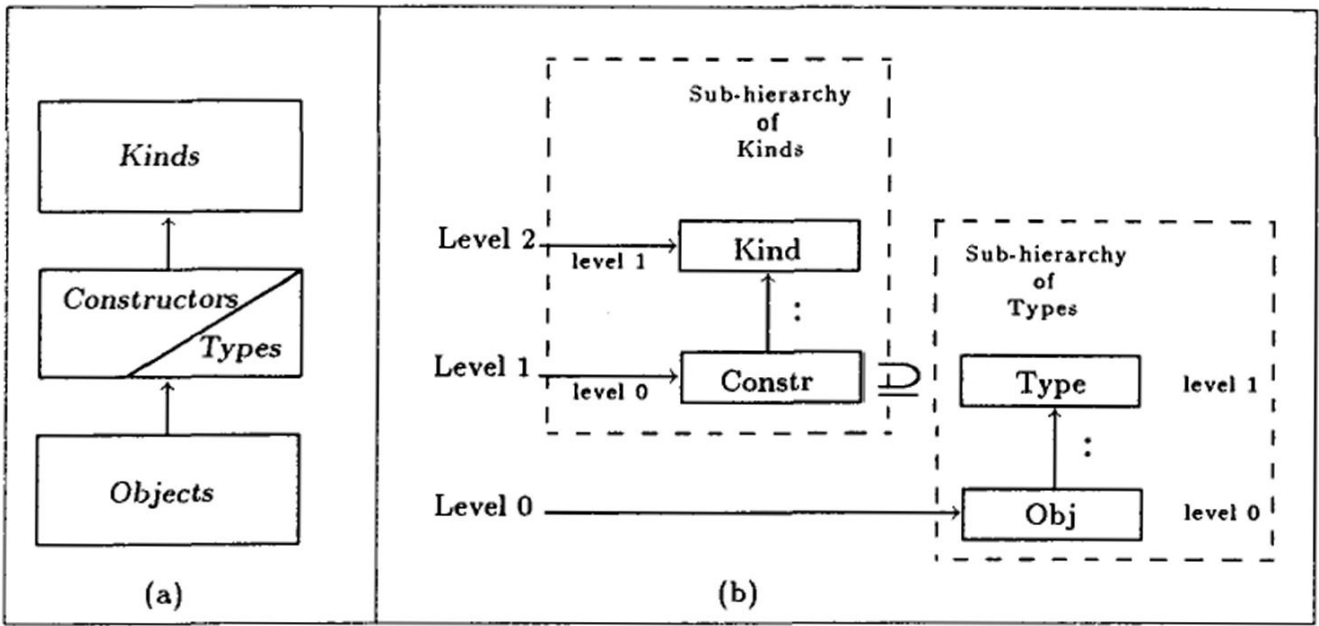 Kinds
Constructors
Types
Objects
(a)
Sub-hierarchy
of
Kinds
Level 2
level 1
Kind
:
Level 1
level 0
Constr
⊇
Sub-hierarchy
of
Types
Type
level 1
:
Level 0
Obj
level 0
(b)